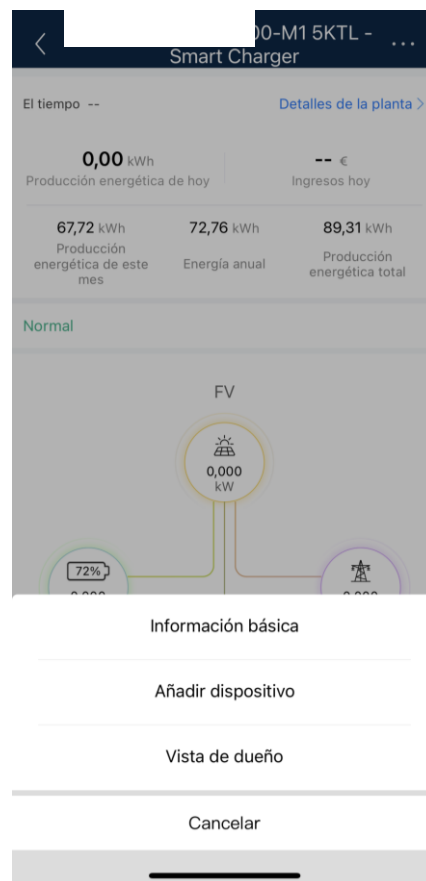 00-M1 5KTL -
Smart Charger
El tiempo --
Detalles de la planta
0,00 kWh
Producción energética de hoy
-- €
Ingresos hoy
67,72 kWh
Producción
energética de este
mes
72,76 kWh
Energía anual
89,31 kWh
Producción
energética total
Normal
FV
0,000
kW
72%
Información básica
Añadir dispositivo
Vista de dueño
Cancelar